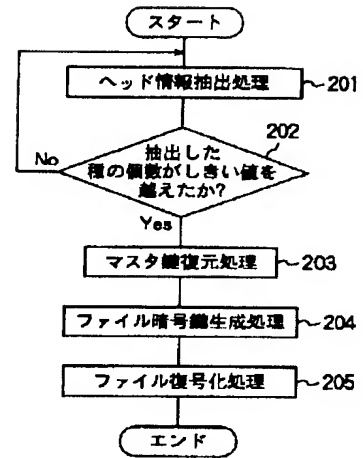 スタート
ヘッド情報抽出処理
201
202
抽出した
種の個数がしきい値を
越えたか?
No
Yes
マスタ鍵復元処理
203
ファイル暗号鍵生成処理
204
ファイル復号化処理
205
エンド